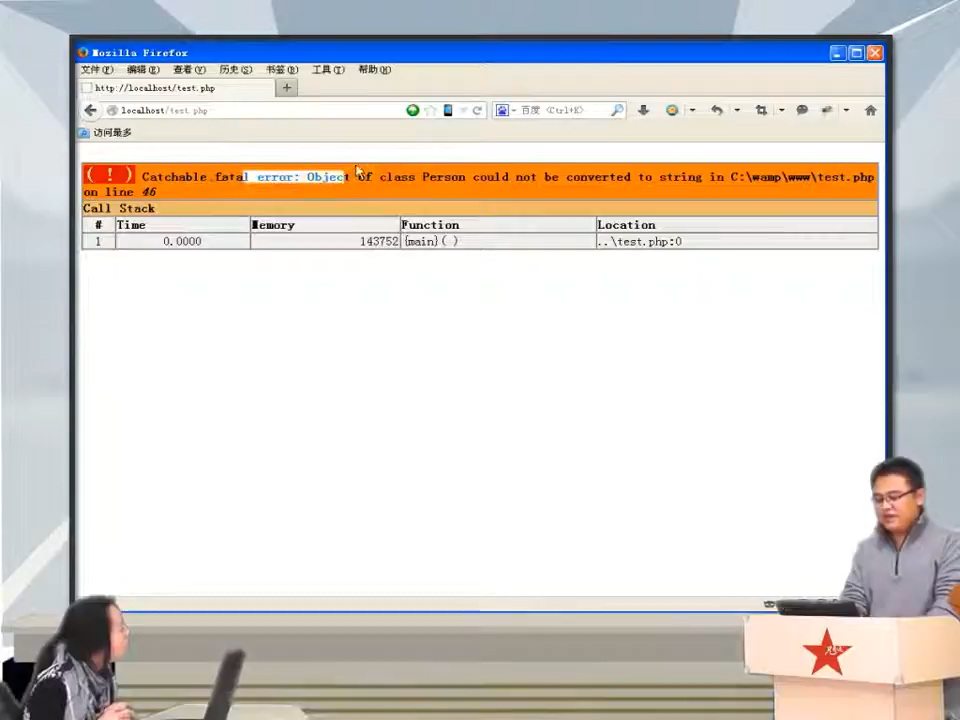 Mozilla Firefox
文件(F) 编辑(E) 查看(V) 历史(S) 书签(B) 工具(T) 帮助(H)
http://localhost/test.php +
localhost/test.php 百度 <Ctrl+K>
访问最多
( ! ) Catchable fatal error: Object of class Person could not be converted to string in C:\wamp\www\test.php
on line 46
Call Stack
# Time Memory Function Location
1 0.0000 143752 {main}( ) ..\test.php:0